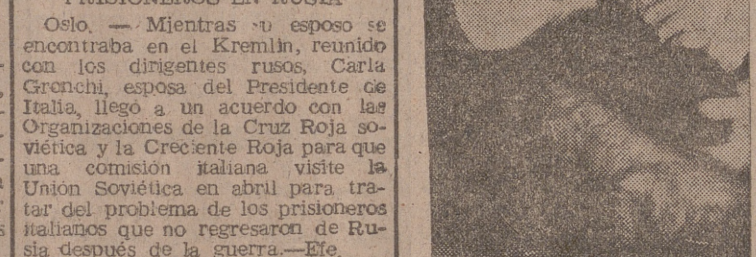 PRISIONEROS EN RUSIA
Oslo. — Mientras su esposo se
encontraba en el Kremlin, reunido
con los dirigentes rusos, Carla
Gronchi, esposa del Presidente de
Italia, llegó a un acuerdo con las
Organizaciones de la Cruz Roja so-
viética y la Creciente Roja para que
una comisión italiana visite la
Unión Soviética en abril para tra-
tar del problema de los prisioneros
italianos que no regresaron de Ru-
sia después de la guerra.—Efe.